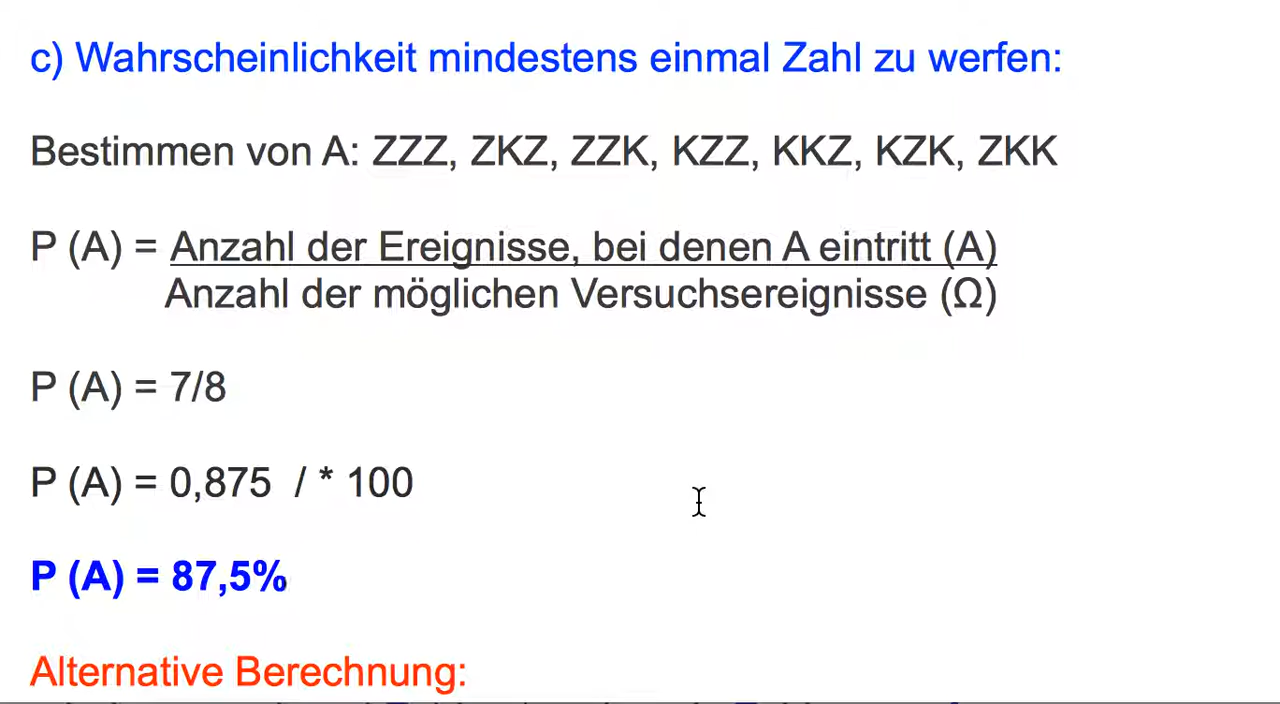 c) Wahrscheinlichkeit mindestens einmal Zahl zu werfen:
Bestimmen von A: ZZZ, ZKZ, ZZK, KZZ, KKZ, KZK, ZKK
P (A) = Anzahl der Ereignisse, bei denen A eintritt (A)
Anzahl der möglichen Versuchsereignisse (Ω)
P (A) = 7/8
P (A) = 0,875 / * 100
P (A) = 87,5%
Alternative Berechnung: